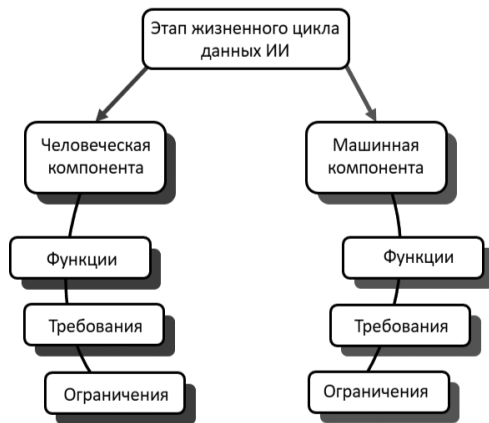 Этап жизненного цикла
данных ИИ
Человеческая
компонента
Машинная
компонента
Функции
Функции
Требования
Требования
Ограничения
Ограничения